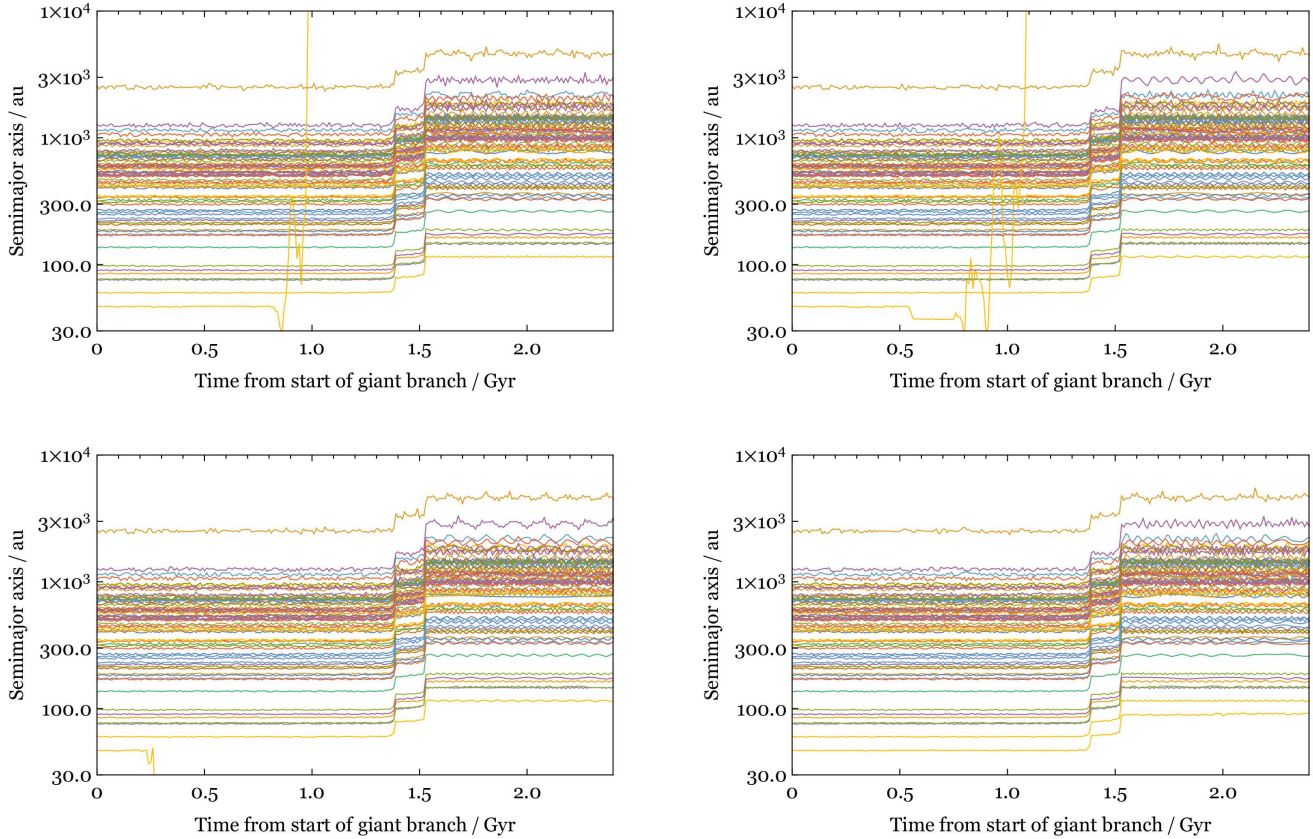 1×10⁴
3×10³
1×10³
300.0
100.0
30.0
Semimajor axis / au
0 0.5 1.0 1.5 2.0
Time from start of giant branch / Gyr
1×10⁴
3×10³
1×10³
300.0
100.0
30.0
Semimajor axis / au
0 0.5 1.0 1.5 2.0
Time from start of giant branch / Gyr
1×10⁴
3×10³
1×10³
300.0
100.0
30.0
Semimajor axis / au
0 0.5 1.0 1.5 2.0
Time from start of giant branch / Gyr
1×10⁴
3×10³
1×10³
300.0
100.0
30.0
Semimajor axis / au
0 0.5 1.0 1.5 2.0
Time from start of giant branch / Gyr